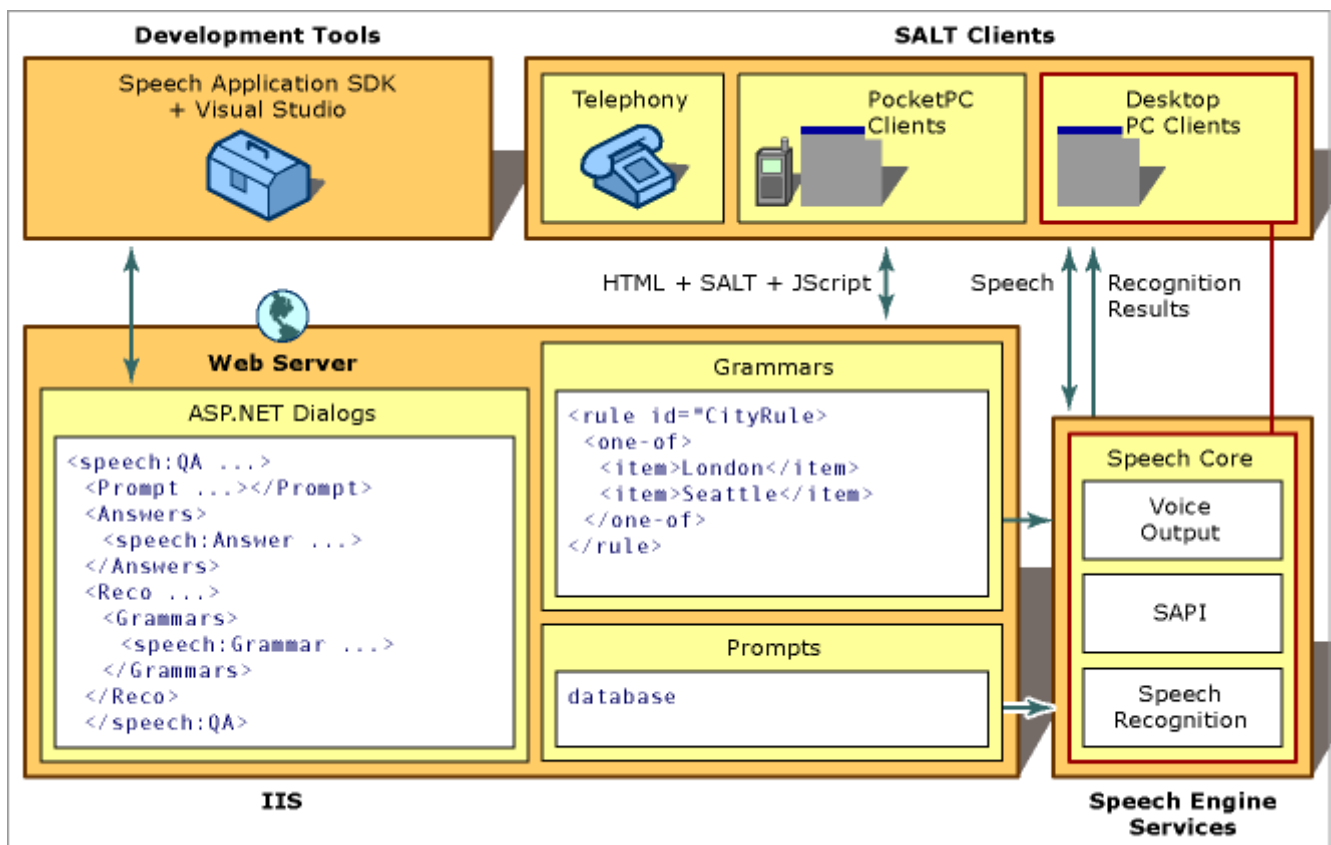 Development Tools
Speech Application SDK
+ Visual Studio
SALT Clients
Telephony
PocketPC
Clients
Desktop
PC Clients
HTML + SALT + JScript
Speech
Recognition
Results
Web Server
ASP.NET Dialogs
<speech:QA ...>
<Prompt ...></Prompt>
<Answers>
<speech:Answer ...>
</Answers>
<Reco ...>
<Grammars>
<speech:Grammar ...>
</Grammars>
</Reco>
</speech:QA>
Grammars
<rule id="CityRule>
<one-of>
<item>London</item>
<item>Seattle</item>
</one-of>
</rule>
Prompts
database
IIS
Speech Core
Voice
Output
SAPI
Speech
Recognition
Speech Engine
Services